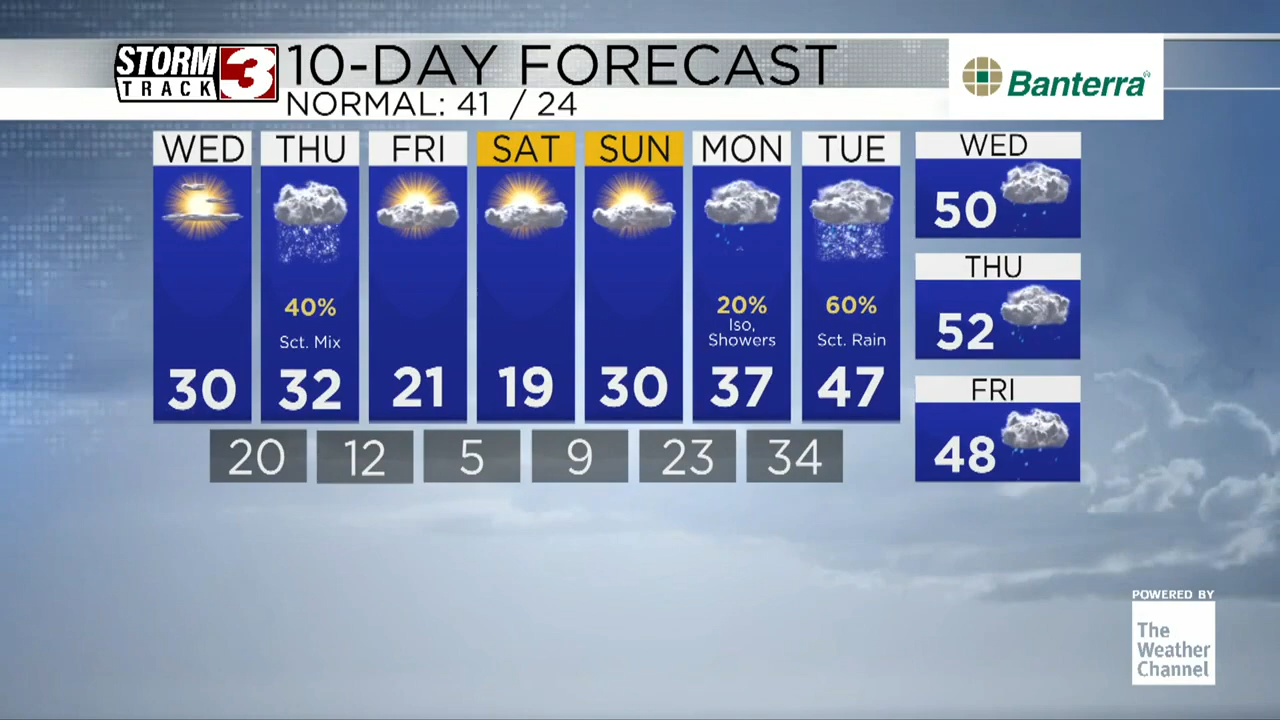 STORM
TRACK
3
10-DAY FORECAST
NORMAL: 41 / 24
Banterra®
WED THU FRI SAT SUN MON TUE
40% 20% 60%
Sct. Mix Iso, Showers Sct. Rain
30 32 21 19 30 37 47
20 12 5 9 23 34
WED
50
THU
52
FRI
48
POWERED BY
The
Weather
Channel